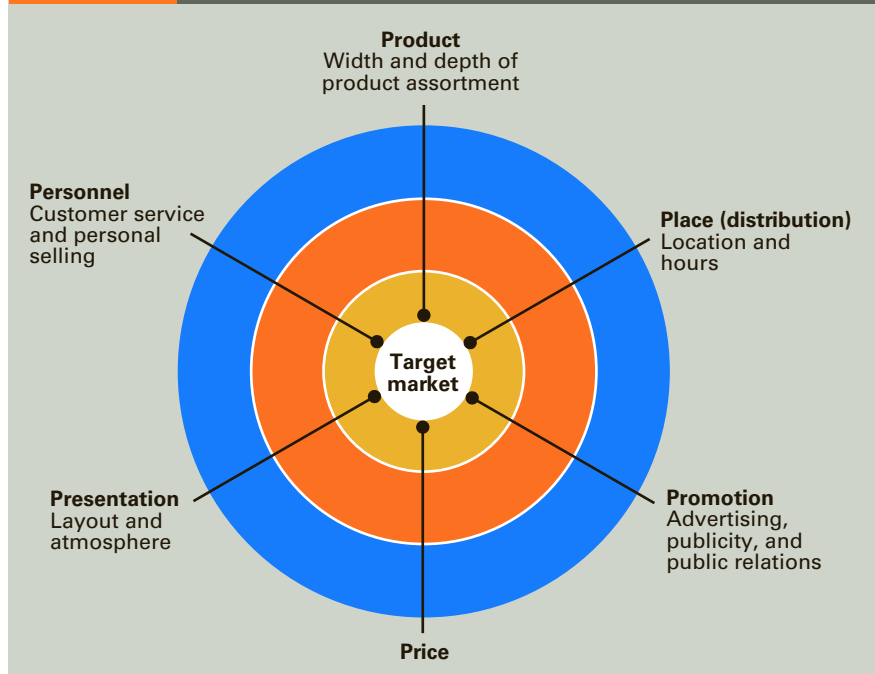 Product
Width and depth of
product assortment
Personnel
Customer service
and personal
selling
Place (distribution)
Location and
hours
Target
market
Presentation
Layout and
atmosphere
Promotion
Advertising,
publicity, and
public relations
Price